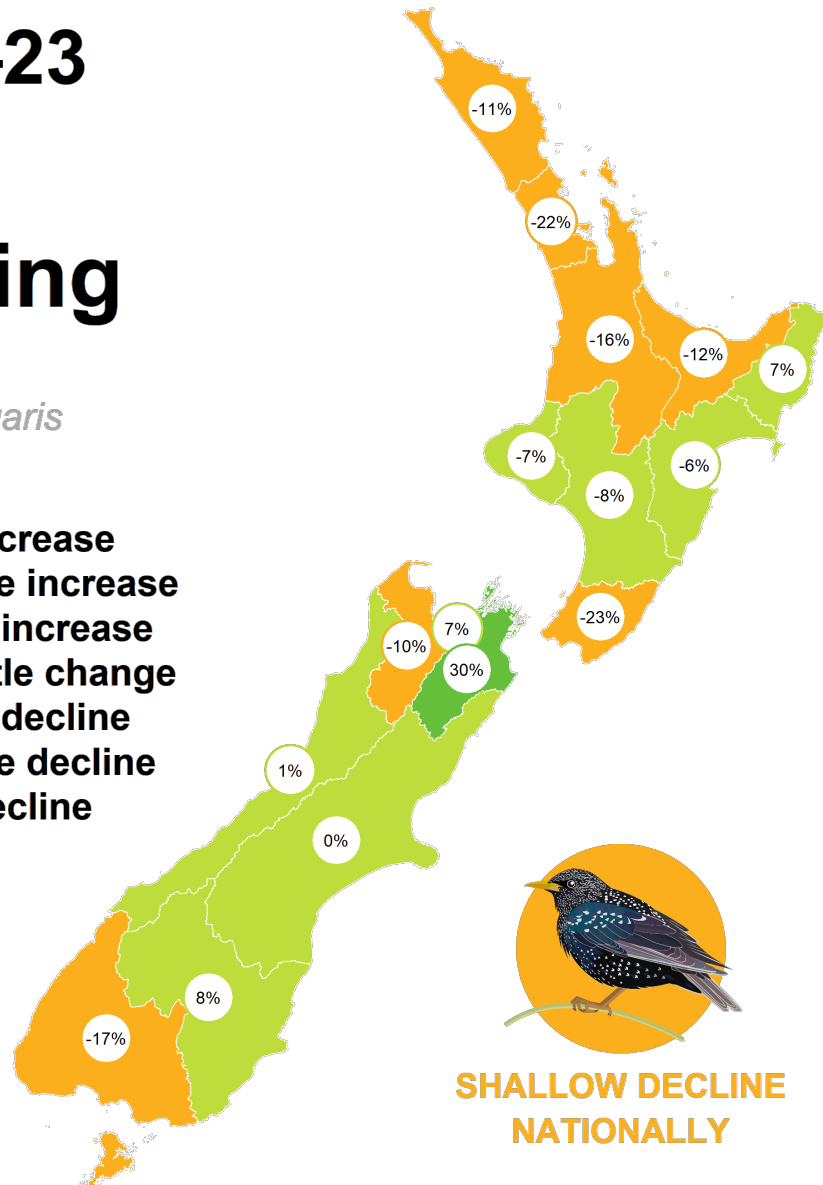 -23
ing
aris
crease
e increase
increase
tle change
decline
e decline
ecline
-11%
-22%
-16%
-12%
7%
-7%
-6%
-8%
-23%
7%
-10%
30%
1%
0%
8%
-17%
SHALLOW DECLINE
NATIONALLY